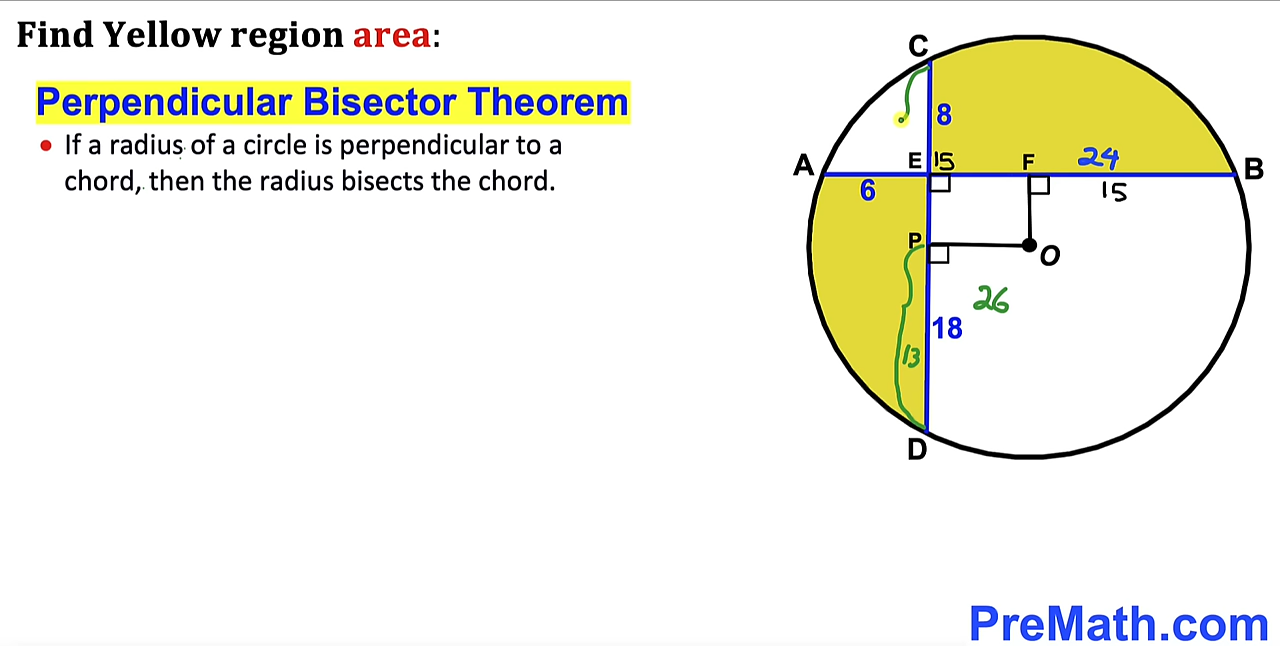 Find Yellow region area:
Perpendicular Bisector Theorem
• If a radius of a circle is perpendicular to a
chord, then the radius bisects the chord.
C
8
A
E
15
F
24
B
6
15
P
O
26
18
13
D
PreMath.com